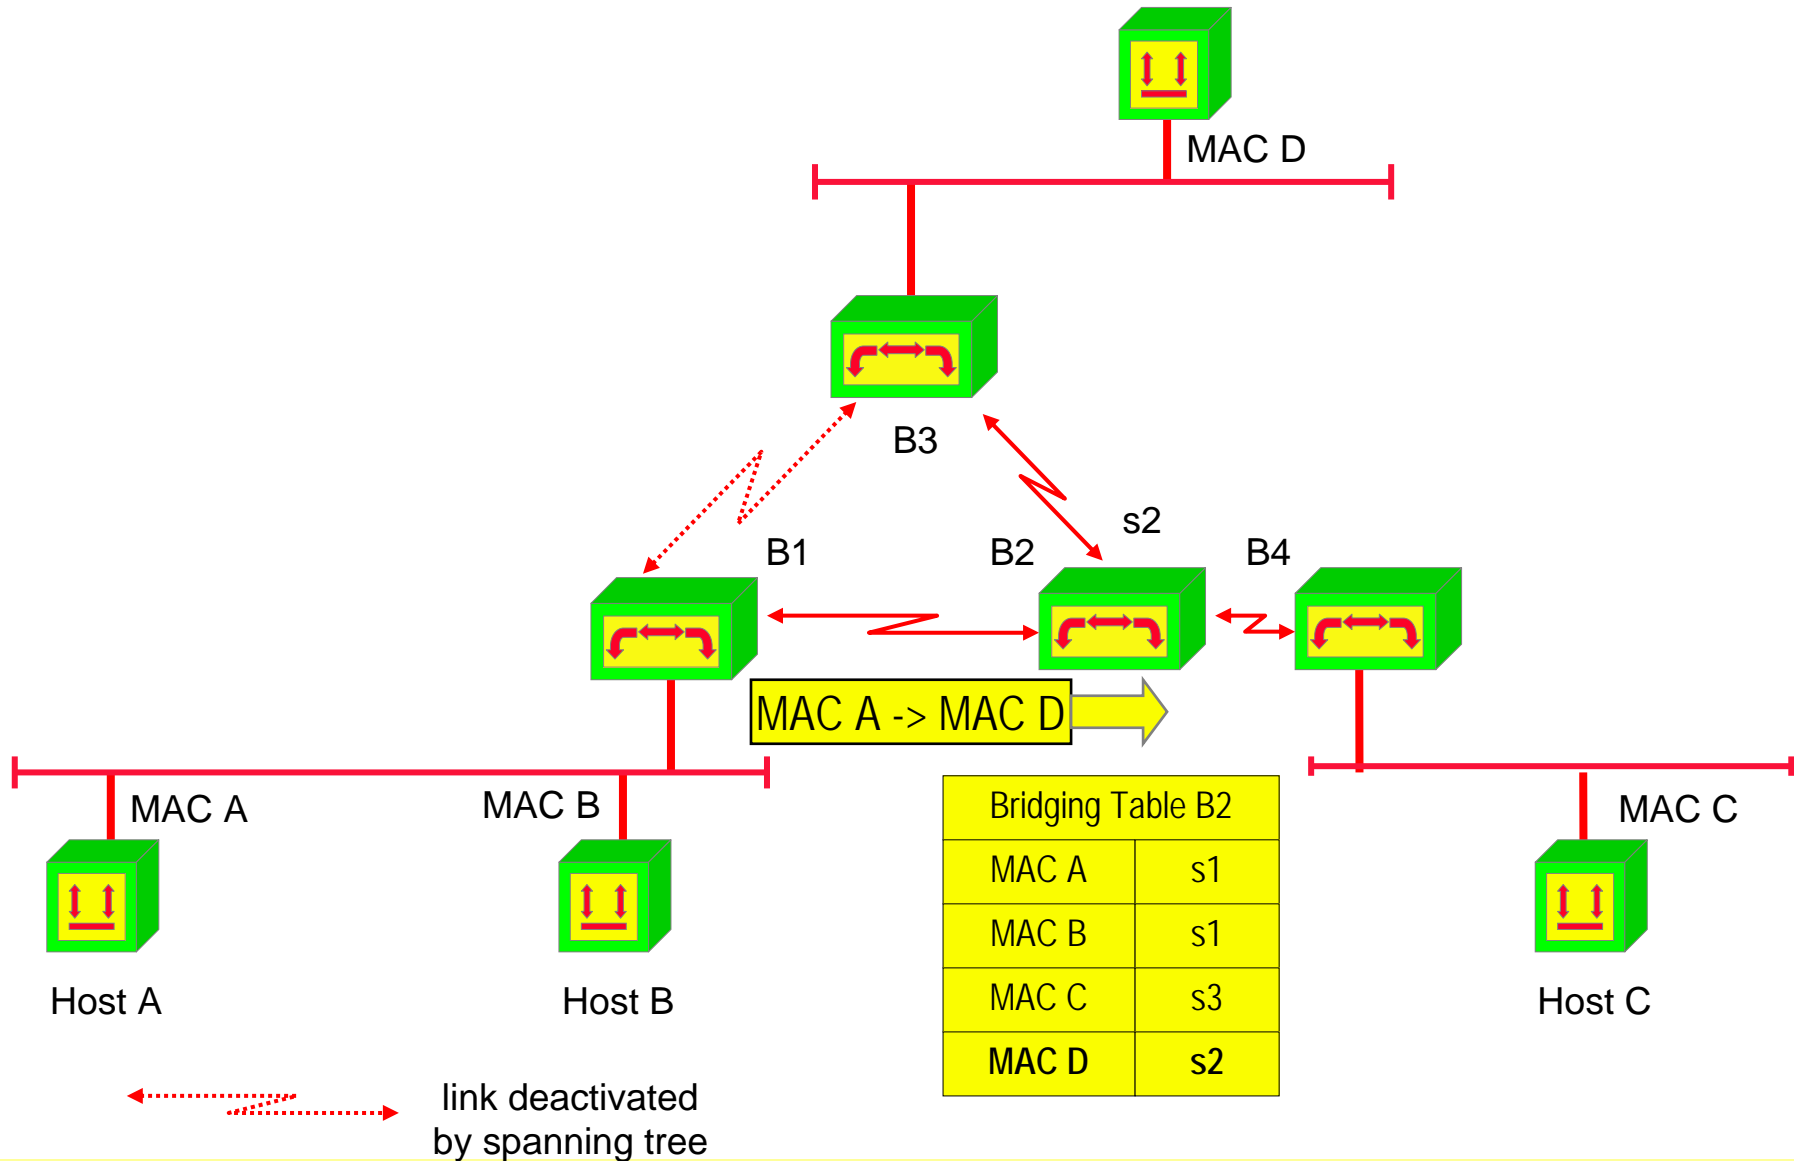 MAC D
B3
s2
B1
B2
B4
MAC A -> MAC D
MAC A
MAC B
MAC C
Bridging Table B2
MAC A s1
MAC B s1
MAC C s3
MAC D s2
Host A
Host B
Host C
link deactivated
by spanning tree